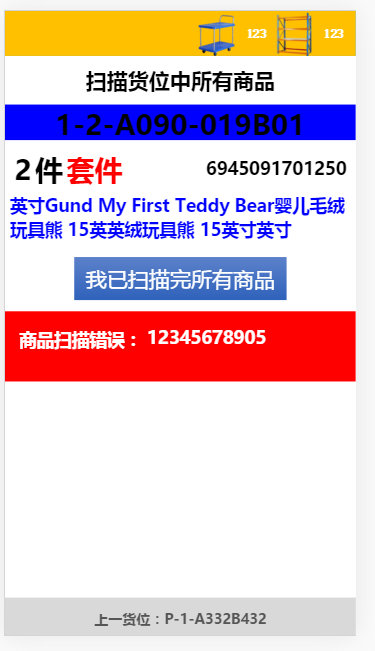 123 123
扫描货位中所有商品
1-2-A090-019B01
2件套件 6945091701250
英寸Gund My First Teddy Bear婴儿毛绒
玩具熊 15英英绒玩具熊 15英寸英寸
我已扫描完所有商品
商品扫描错误： 12345678905
上一货位：P-1-A332B432